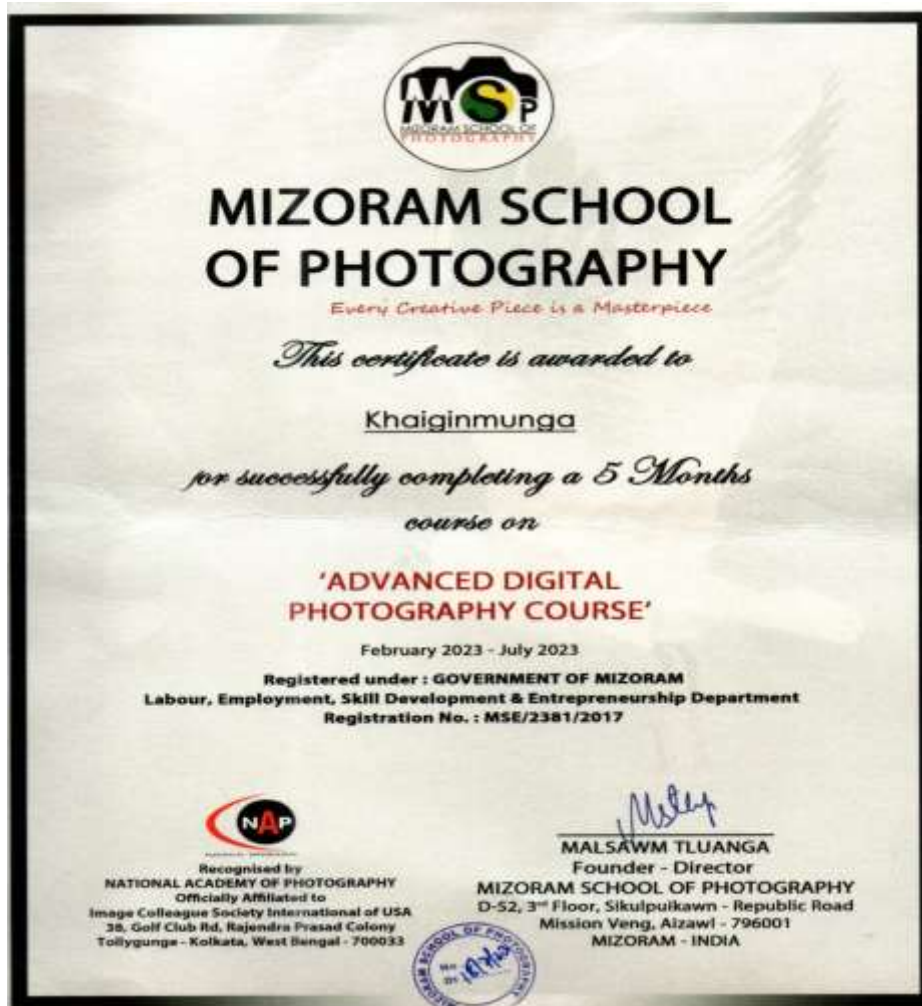 MSP
MIZORAM SCHOOL OF
PHOTOGRAPHY
MIZORAM SCHOOL
OF PHOTOGRAPHY
Every Creative Piece is a Masterpiece
This certificate is awarded to
Khaiginmunga
for successfully completing a 5 Months
course on
'ADVANCED DIGITAL
PHOTOGRAPHY COURSE'
February 2023 - July 2023
Registered under : GOVERNMENT OF MIZORAM
Labour, Employment, Skill Development & Entrepreneurship Department
Registration No. : MSE/2381/2017
NAP
Recognised by
NATIONAL ACADEMY OF PHOTOGRAPHY
Officially Affiliated to
Image Colleague Society International of USA
38, Golf Club Rd, Rajendra Prasad Colony
Tollygunge - Kolkata, West Bengal - 700033
MALSAWM TLUANGA
Founder - Director
MIZORAM SCHOOL OF PHOTOGRAPHY
D-52, 3rd Floor, Sikulpuikawn - Republic Road
Mission Veng, Aizawl - 796001
MIZORAM - INDIA
MIZORAM SCHOOL OF PHOTOGRAPHY